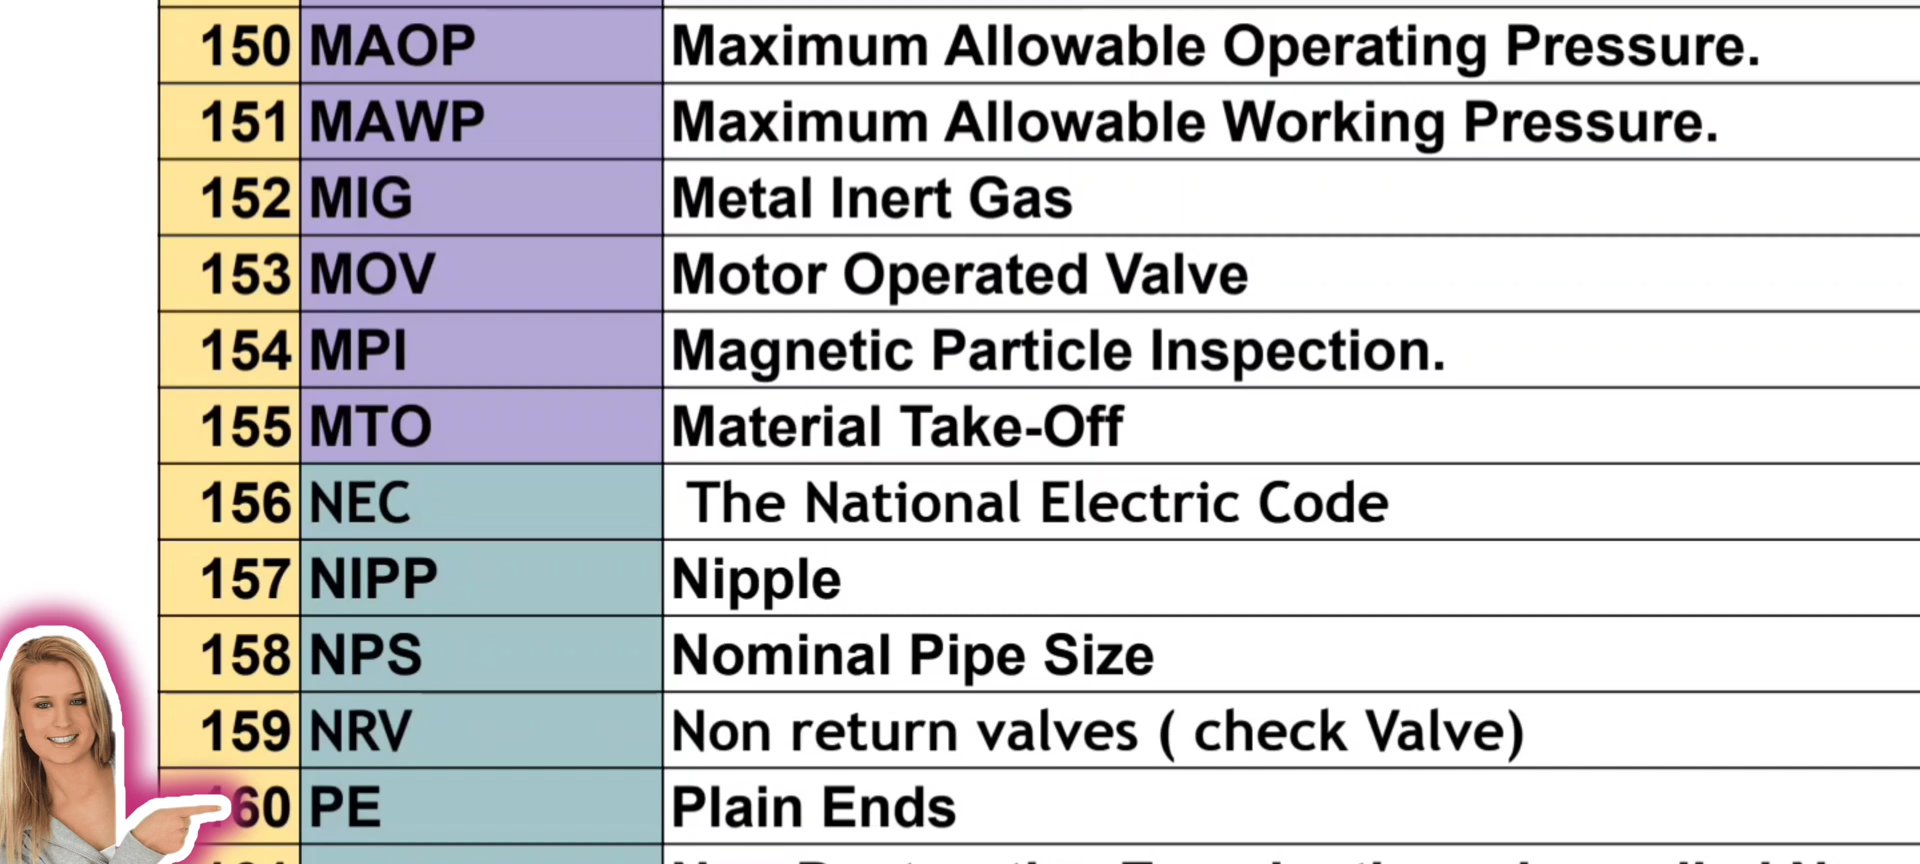 150 MAOP Maximum Allowable Operating Pressure.
151 MAWP Maximum Allowable Working Pressure.
152 MIG Metal Inert Gas
153 MOV Motor Operated Valve
154 MPI Magnetic Particle Inspection.
155 MTO Material Take-Off
156 NEC The National Electric Code
157 NIPP Nipple
158 NPS Nominal Pipe Size
159 NRV Non return valves ( check Valve)
160 PE Plain Ends